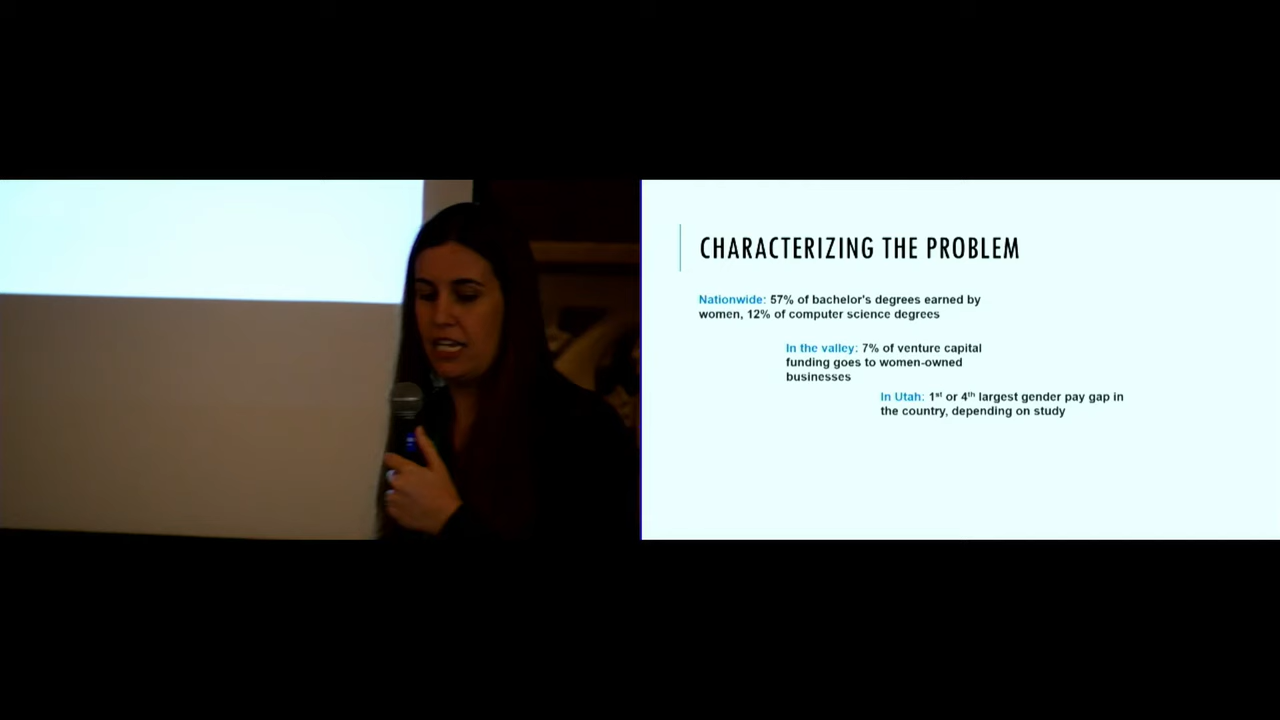 CHARACTERIZING THE PROBLEM
Nationwide: 57% of bachelor's degrees earned by
women, 12% of computer science degrees
In the valley: 7% of venture capital
funding goes to women-owned
businesses
In Utah: 1st or 4th largest gender pay gap in
the country, depending on study